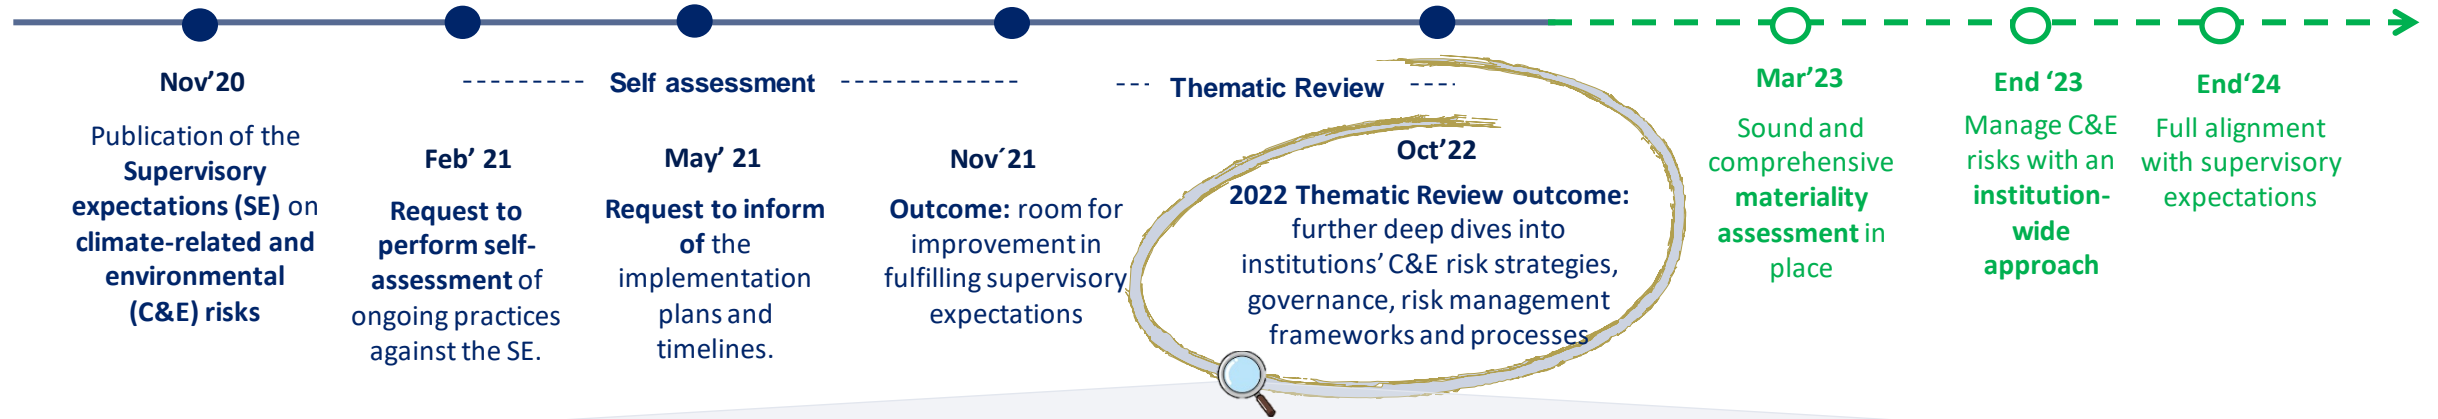 Nov’20
Publication of the
Supervisory
expectations (SE) on
climate-related and
environmental
(C&E) risks
Self assessment
Feb’ 21
Request to
perform self-
assessment of
ongoing practices
against the SE.
May’ 21
Request to inform
of the
implementation
plans and
timelines.
Nov´21
Outcome: room for
improvement in
fulfilling supervisory
expectations
Thematic Review
Oct’22
2022 Thematic Review outcome:
further deep dives into
institutions’ C&E risk strategies,
governance, risk management
frameworks and processes
Mar’23
Sound and
comprehensive
materiality
assessment in
place
End ‘23
Manage C&E
risks with an
institution-
wide
approach
End‘24
Full alignment
with supervisory
expectations